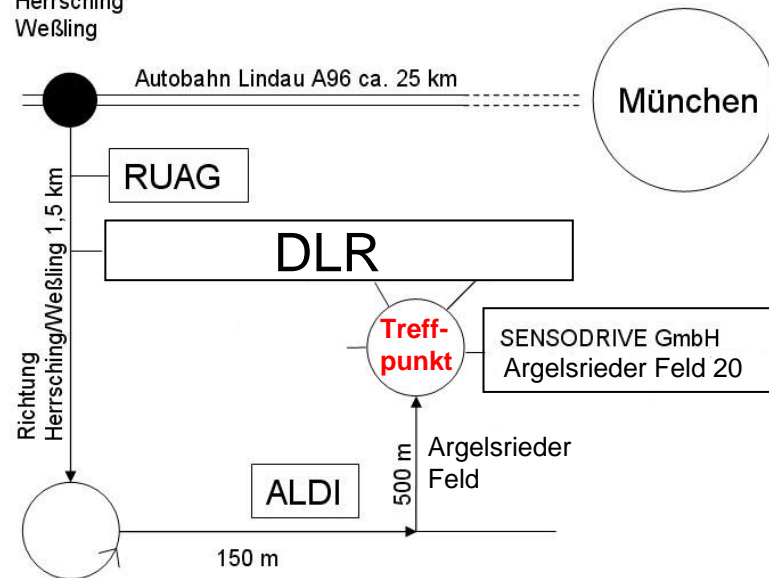 Herrsching
Weßling
Autobahn Lindau A96 ca. 25 km
München
RUAG
Richtung
Herrsching/Weßling 1,5 km
DLR
Treff-
punkt
SENSODRIVE GmbH
Argelsrieder Feld 20
500 m
Argelsrieder
Feld
ALDI
150 m